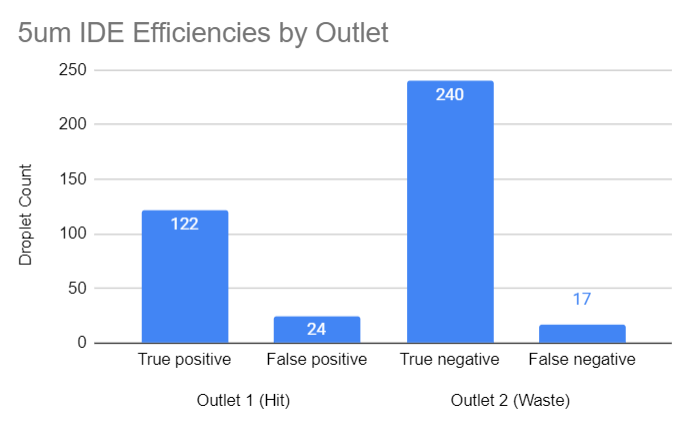 5um IDE Efficiencies by Outlet
250
200
150
100
50
0
Droplet Count
122
24
240
17
True positive False positive True negative False negative
Outlet 1 (Hit) Outlet 2 (Waste)